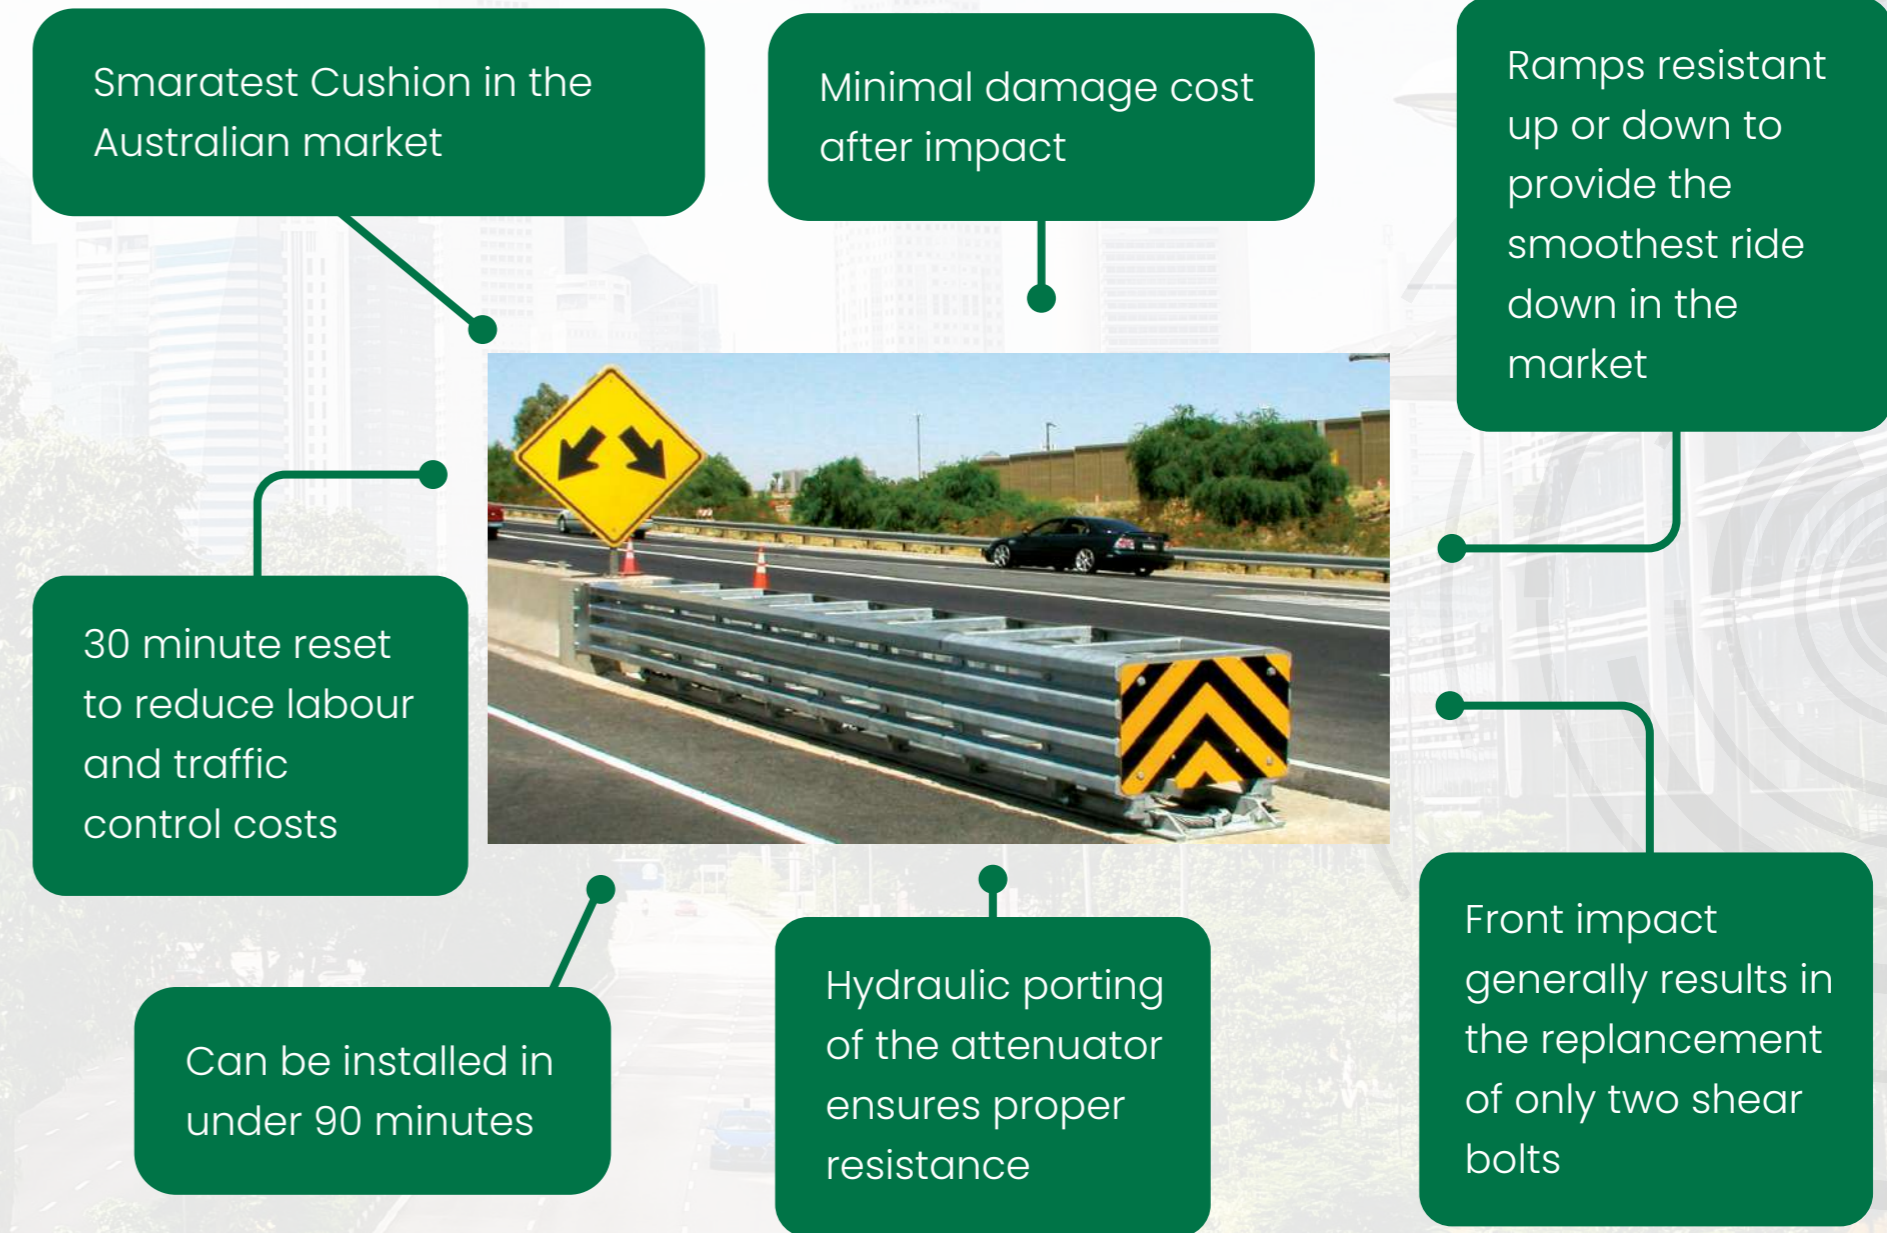 Smaratest Cushion in the
Australian market
Minimal damage cost
after impact
Ramps resistant
up or down to
provide the
smoothest ride
down in the
market
30 minute reset
to reduce labour
and traffic
control costs
Can be installed in
under 90 minutes
Hydraulic porting
of the attenuator
ensures proper
resistance
Front impact
generally results in
the replancement
of only two shear
bolts